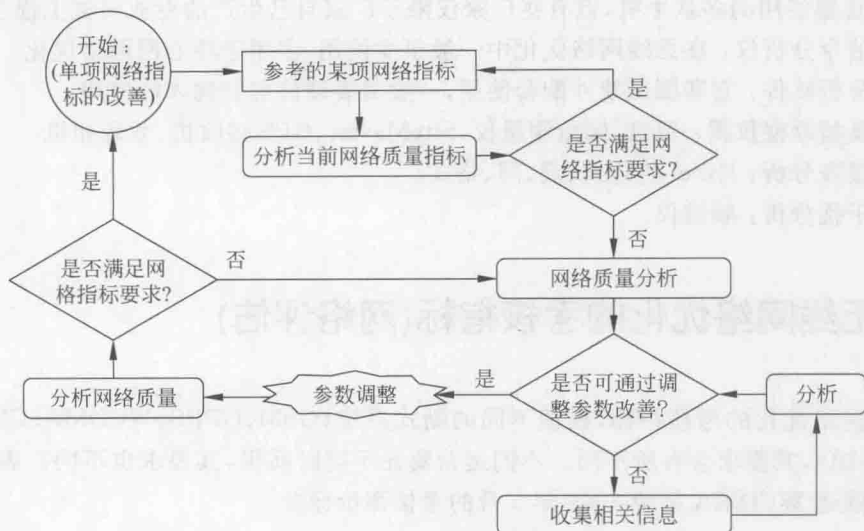 开始：
(单项网络指
标的改善)
参考的某项网络指标
是
分析当前网络质量指标
是否满足网
络指标要求?
是
否
是否满足网
格指标要求?
否
网络质量分析
分析网络质量
参数调整
是
是否可通过调
整参数改善?
分析
否
收集相关信息